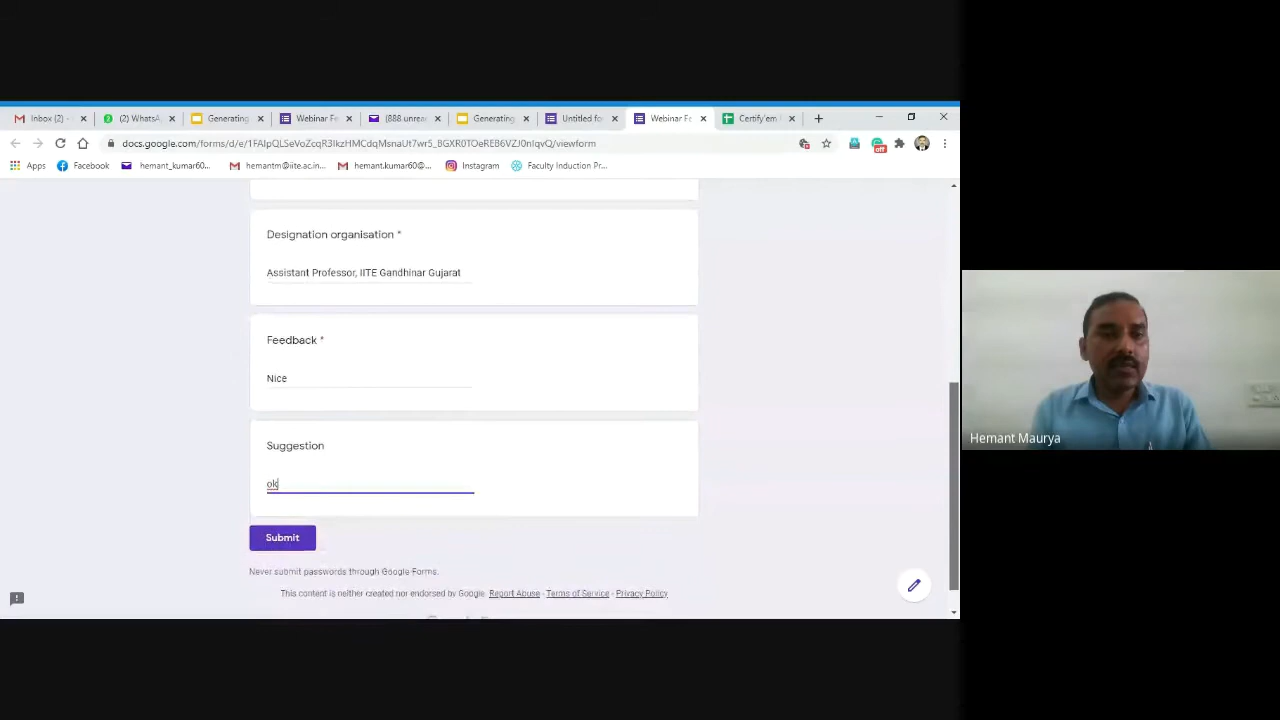 Inbox (2) -
(2) WhatsA
Generating
Webinar Fe
(888 unrea
Generating
Untitled fo
Webinar Fe
Certify'em
docs.google.com/forms/d/e/1FAIpQLSeVoZcqR3IkzHMCdqMsnaUt7wr5_BGXR0TOeREB6VZJ0nIqvQ/viewform
off
Apps
Facebook
hemant_kumar60...
hemantm@iite.ac.in...
hemant.kumar60@...
Instagram
Faculty Induction Pr...
Designation organisation *
Assistant Professor, IITE Gandhinar Gujarat
Feedback *
Nice
Suggestion
ok
Submit
Never submit passwords through Google Forms.
This content is neither created nor endorsed by Google. Report Abuse - Terms of Service - Privacy Policy
Hemant Maurya